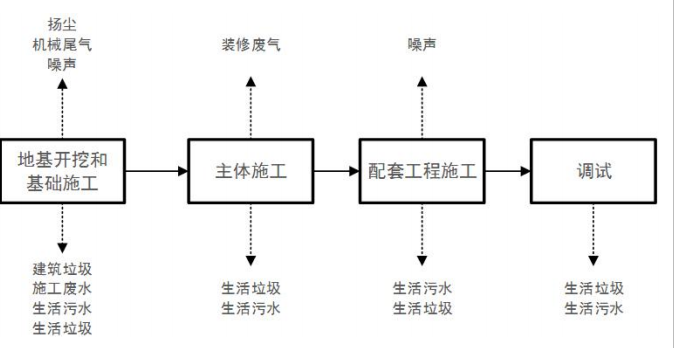 扬尘
机械尾气
噪声
装修废气
噪声
地基开挖和
基础施工
主体施工
配套工程施工
调试
建筑垃圾
施工废水
生活污水
生活垃圾
生活垃圾
生活污水
生活污水
生活垃圾
生活垃圾
生活污水